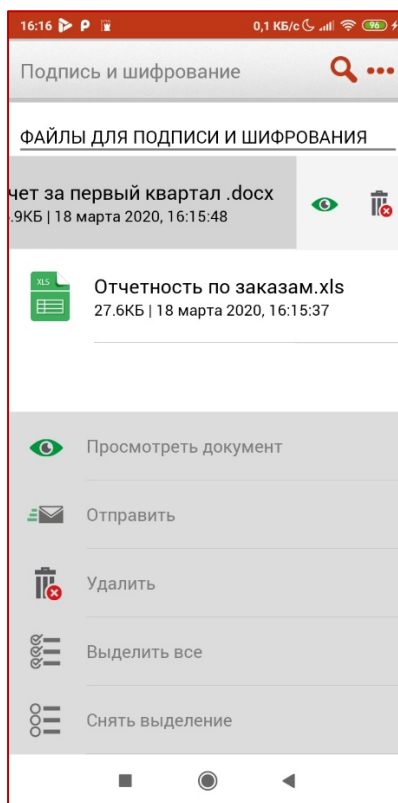 16:16 0,1 КБ/с 96
Подпись и шифрование
ФАЙЛЫ ДЛЯ ПОДПИСИ И ШИФРОВАНИЯ
чет за первый квартал .docx
.9КБ | 18 марта 2020, 16:15:48
XLS
Отчетность по заказам.xls
27.6КБ | 18 марта 2020, 16:15:37
Просмотреть документ
Отправить
Удалить
Выделить все
Снять выделение